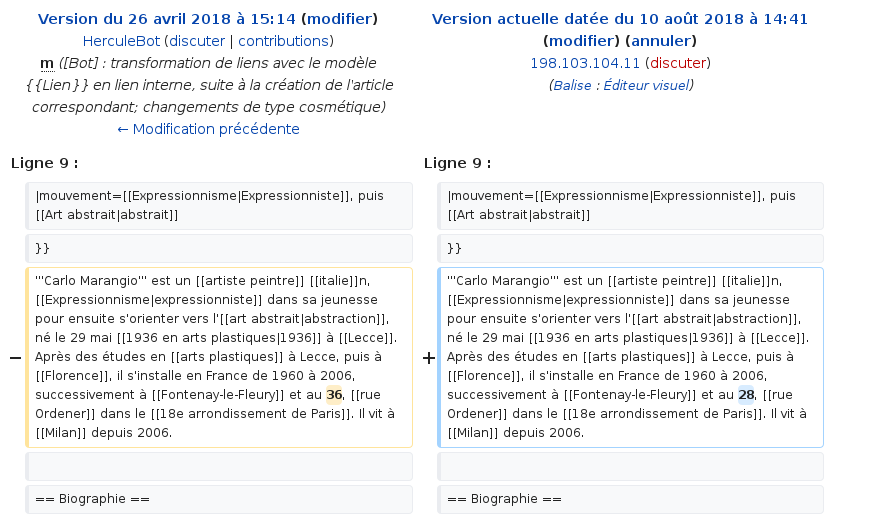 Version du 26 avril 2018 à 15:14 (modifier)
HerculeBot (discuter | contributions)
m ([Bot] : transformation de liens avec le modèle
{{Lien}} en lien interne, suite à la création de l'article
correspondant; changements de type cosmétique)
← Modification précédente
Version actuelle datée du 10 août 2018 à 14:41
(modifier) (annuler)
198.103.104.11 (discuter)
(Balise : Éditeur visuel)
Ligne 9 :
Ligne 9 :
|mouvement=[[Expressionnisme|Expressionniste]], puis
[[Art abstrait|abstrait]]
|mouvement=[[Expressionnisme|Expressionniste]], puis
[[Art abstrait|abstrait]]
}}
}}
−
'''Carlo Marangio''' est un [[artiste peintre]] [[italie]]n,
[[Expressionnisme|expressionniste]] dans sa jeunesse
pour ensuite s'orienter vers l'[[art abstrait|abstraction]],
né le 29 mai [[1936 en arts plastiques|1936]] à [[Lecce]].
Après des études en [[arts plastiques]] à Lecce, puis à
[[Florence]], il s'installe en France de 1960 à 2006,
successivement à [[Fontenay-le-Fleury]] et au 36, [[rue
Ordener]] dans le [[18e arrondissement de Paris]]. Il vit à
[[Milan]] depuis 2006.
+
'''Carlo Marangio''' est un [[artiste peintre]] [[italie]]n,
[[Expressionnisme|expressionniste]] dans sa jeunesse
pour ensuite s'orienter vers l'[[art abstrait|abstraction]],
né le 29 mai [[1936 en arts plastiques|1936]] à [[Lecce]].
Après des études en [[arts plastiques]] à Lecce, puis à
[[Florence]], il s'installe en France de 1960 à 2006,
successivement à [[Fontenay-le-Fleury]] et au 28, [[rue
Ordener]] dans le [[18e arrondissement de Paris]]. Il vit à
[[Milan]] depuis 2006.
== Biographie ==
== Biographie ==